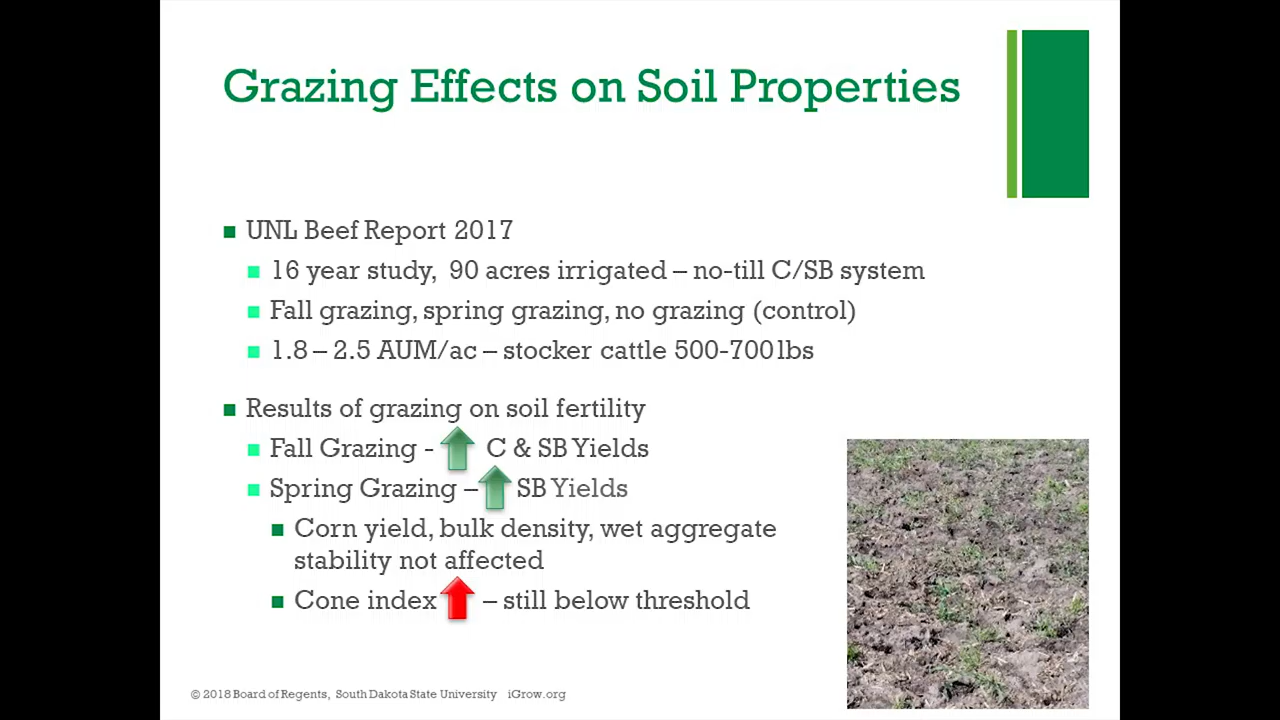 Grazing Effects on Soil Properties
UNL Beef Report 2017
16 year study, 90 acres irrigated – no-till C/SB system
Fall grazing, spring grazing, no grazing (control)
1.8 – 2.5 AUM/ac – stocker cattle 500-700 lbs
Results of grazing on soil fertility
Fall Grazing - C & SB Yields
Spring Grazing – SB Yields
Corn yield, bulk density, wet aggregate
stability not affected
Cone index – still below threshold
© 2018 Board of Regents, South Dakota State University iGrow.org